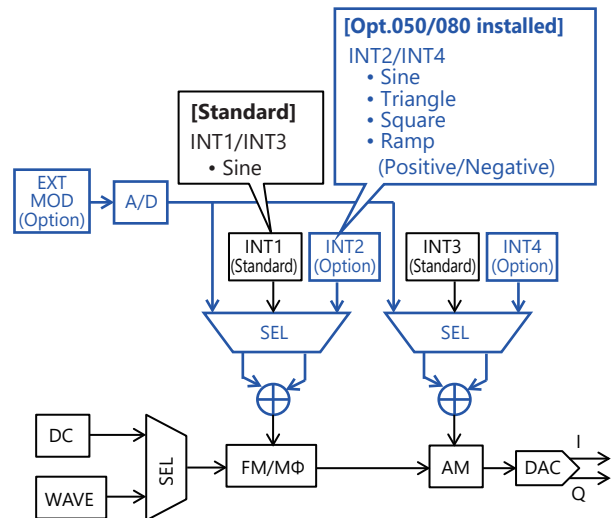 [Opt.050/080 installed]
INT2/INT4
• Sine
• Triangle
• Square
• Ramp
(Positive/Negative)
[Standard]
INT1/INT3
• Sine
EXT
MOD
(Option)
A/D
INT1
(Standard)
INT2
(Option)
INT3
(Standard)
INT4
(Option)
SEL
SEL
DC
WAVE
SEL
FM/MΦ
AM
DAC
I
Q